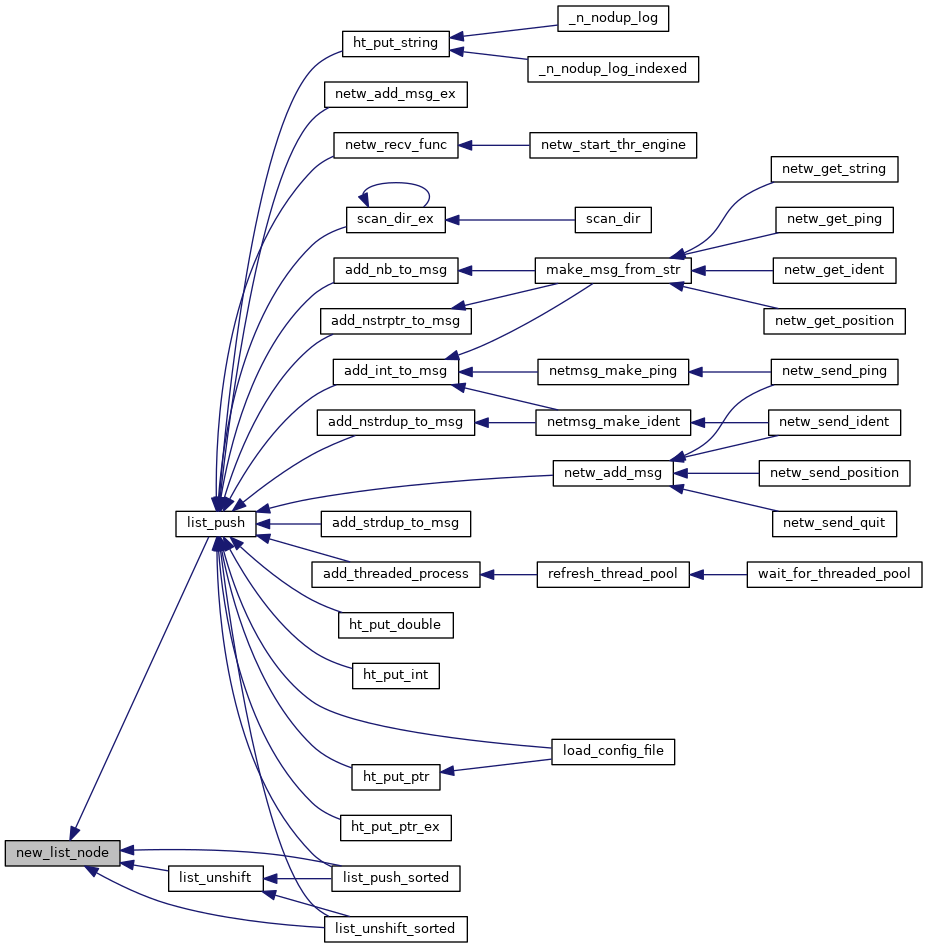 _n_nodup_log
ht_put_string
_n_nodup_log_indexed
netw_add_msg_ex
netw_recv_func
netw_start_thr_engine
netw_get_string
scan_dir_ex
scan_dir
netw_get_ping
add_nb_to_msg
make_msg_from_str
netw_get_ident
add_nstrptr_to_msg
netw_get_position
add_int_to_msg
netmsg_make_ping
netw_send_ping
add_nstrdup_to_msg
netmsg_make_ident
netw_send_ident
netw_add_msg
netw_send_position
list_push
add_strdup_to_msg
netw_send_quit
add_threaded_process
refresh_thread_pool
wait_for_threaded_pool
ht_put_double
ht_put_int
load_config_file
ht_put_ptr
ht_put_ptr_ex
new_list_node
list_unshift
list_push_sorted
list_unshift_sorted